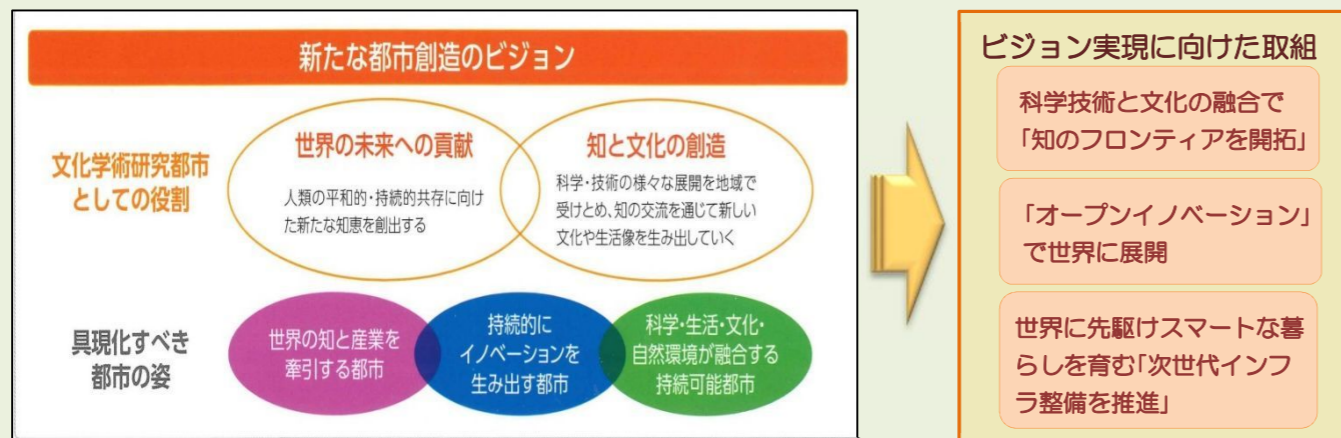 新たな都市創造のビジョン
文化学術研究都市
としての役割
世界の未来への貢献
人類の平和的・持続的共存に向け
た新たな知恵を創出する
知と文化の創造
科学・技術の様々な展開を地域で
受けとめ、知の交流を通じて新しい
文化や生活像を生み出していく
具現化すべき
都市の姿
世界の知と産業を
牽引する都市
持続的に
イノベーションを
生み出す都市
科学・生活・文化・
自然環境が融合する
持続可能都市
ビジョン実現に向けた取組
科学技術と文化の融合で
「知のフロンティアを開拓」
「オープンイノベーション」
で世界に展開
世界に先駆けスマートな暮
らしを育む「次世代インフ
ラ整備を推進」